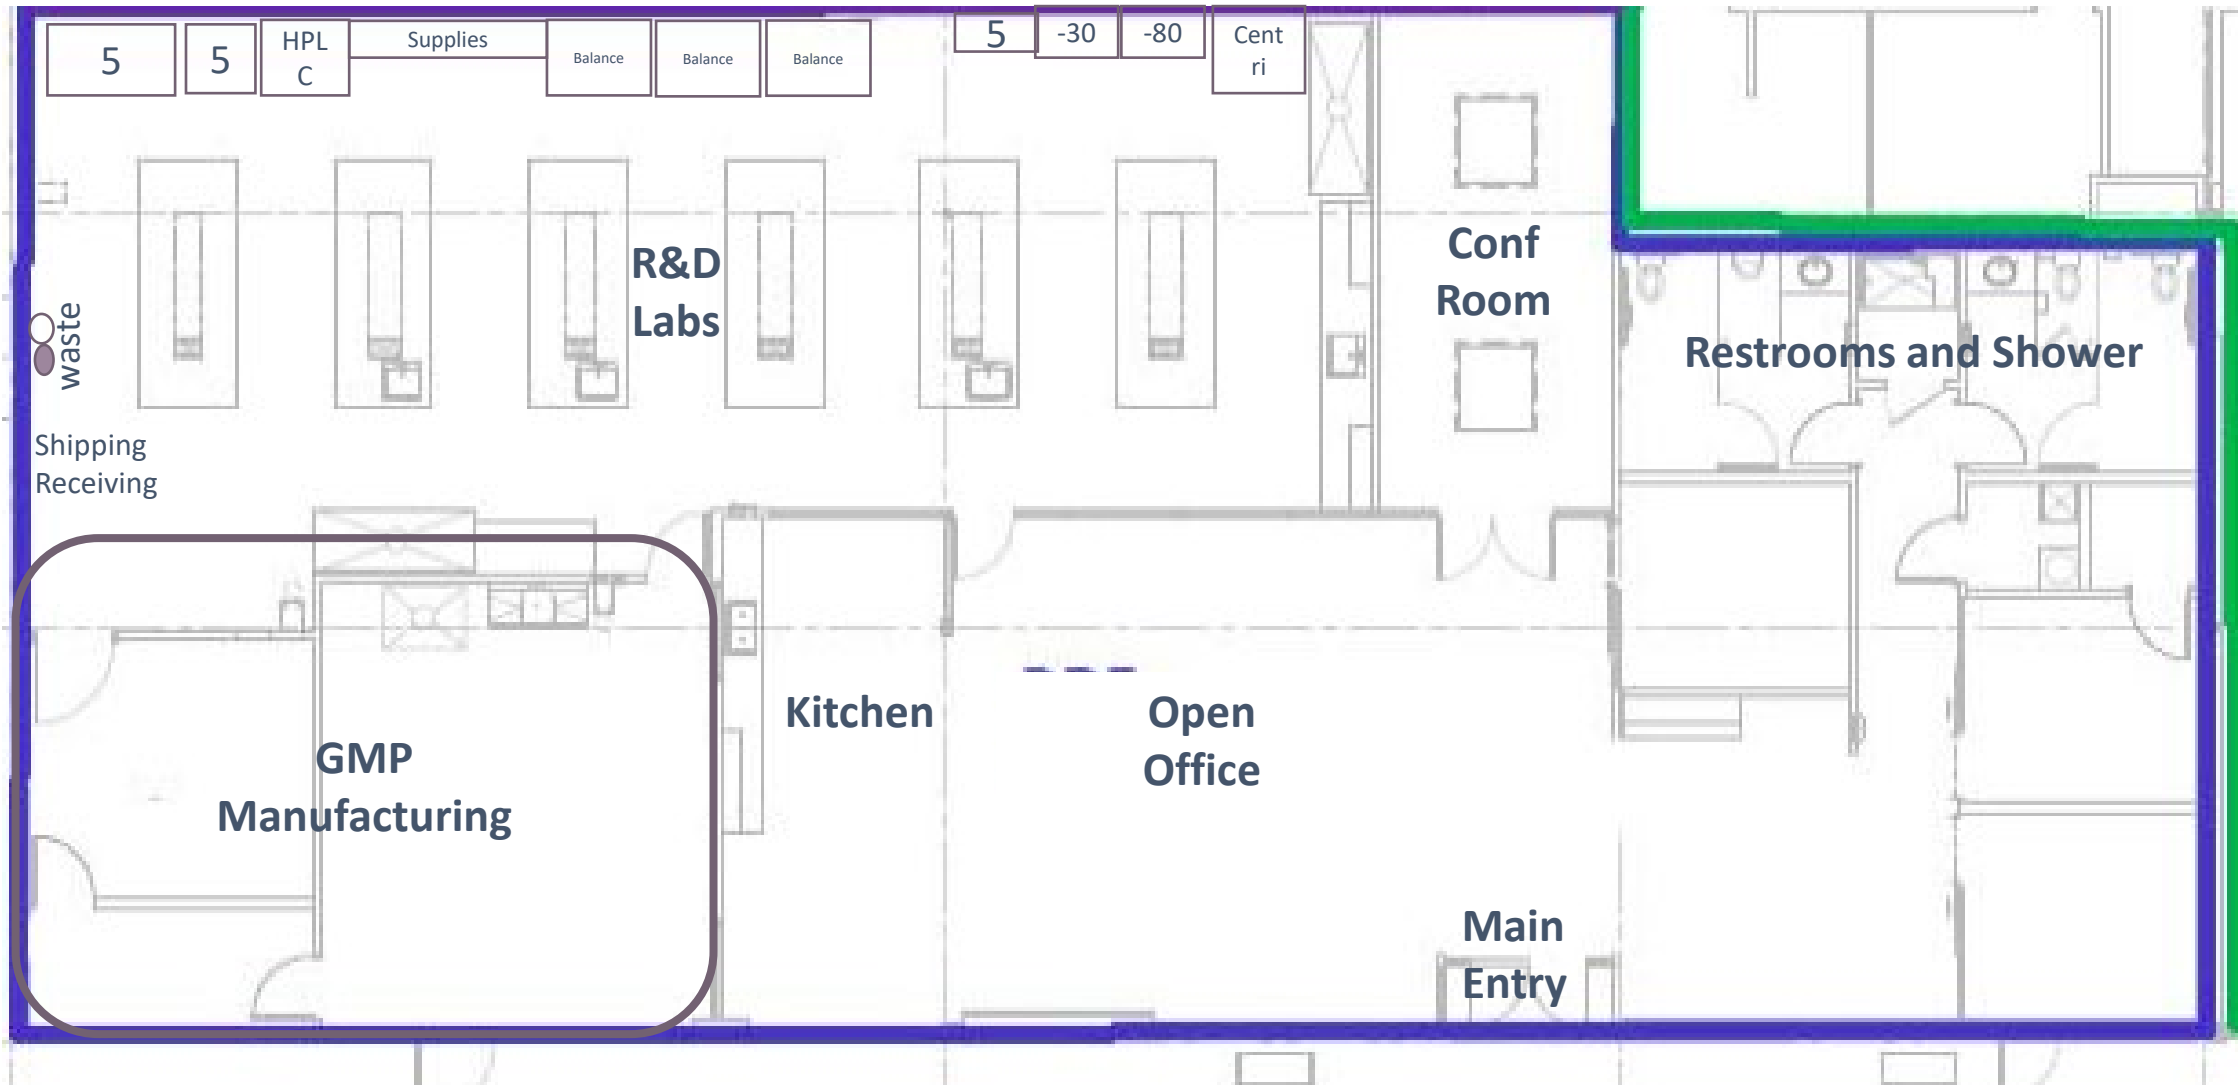 5
5
HPL
C
Supplies
Balance
Balance
Balance
5
-30
-80
Cent
ri
R&D
Labs
Conf
Room
Restrooms and Shower
waste
Shipping
Receiving
GMP
Manufacturing
Kitchen
Open
Office
Main
Entry